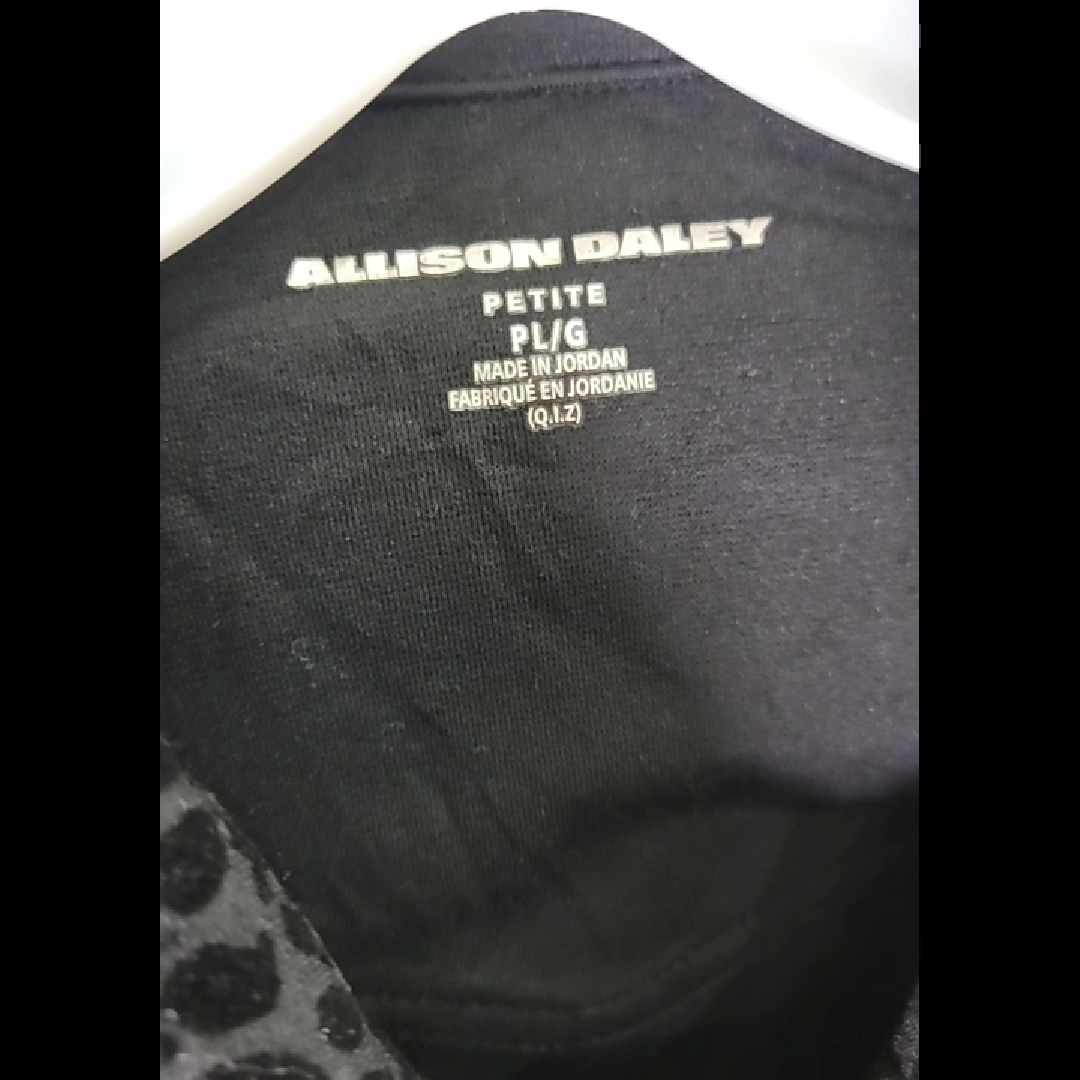 ALLISON DALEY
PETITE
PL/G
MADE IN JORDAN
FABRIQUÉ EN JORDANIE
(Q.I.Z)